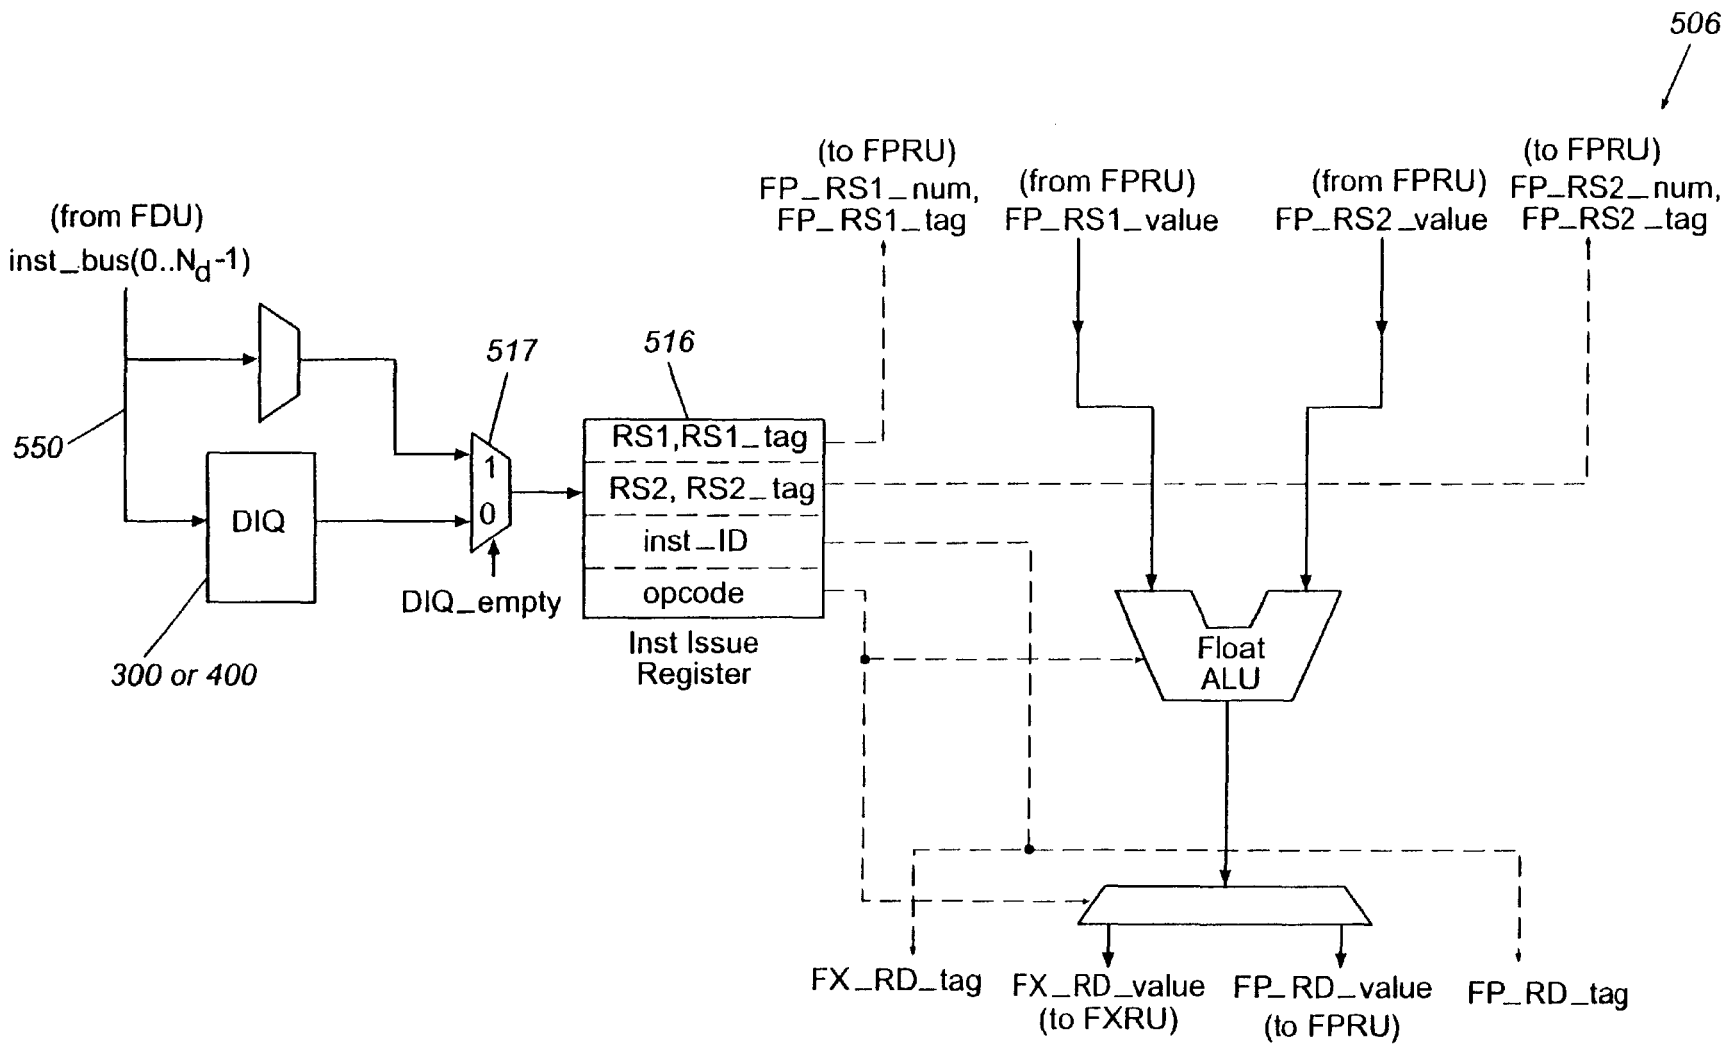 506
(to FPRU)
FP_RS1_num,
FP_RS1_tag
(from FPRU)
FP_RS1_value
(from FPRU)
FP_RS2_value
(to FPRU)
FP_RS2_num,
FP_RS2_tag
(from FDU)
inst_bus(0..Nd-1)
550
517
516
1
0
DIQ
DIQ_empty
300 or 400
RS1,RS1_tag
RS2, RS2_tag
inst_ID
opcode
Inst Issue
Register
Float
ALU
FX_RD_tag
FX_RD_value
(to FXRU)
FP_RD_value
(to FPRU)
FP_RD_tag